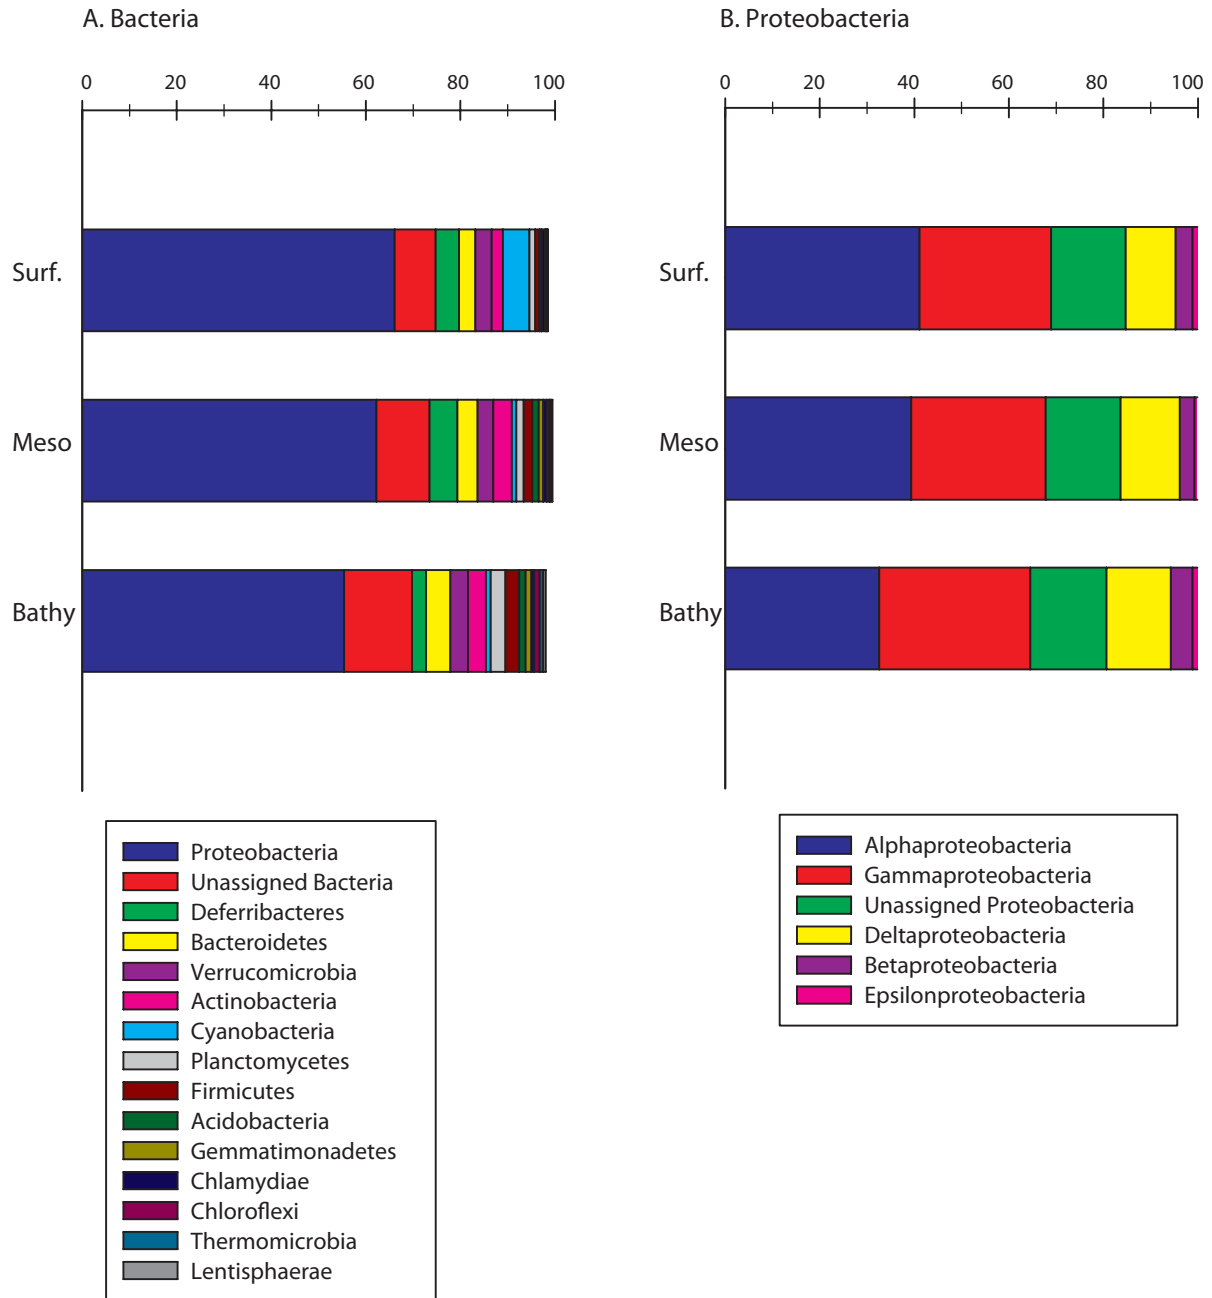 A. Bacteria
0 20 40 60 80 100
Surf.
Meso
Bathy
Proteobacteria
Unassigned Bacteria
Deferribacteres
Bacteroidetes
Verrucomicrobia
Actinobacteria
Cyanobacteria
Planctomycetes
Firmicutes
Acidobacteria
Gemmatimonadetes
Chlamydiae
Chloroflexi
Thermomicrobia
Lentisphaerae
B. Proteobacteria
0 20 40 60 80 100
Surf.
Meso
Bathy
Alphaproteobacteria
Gammaproteobacteria
Unassigned Proteobacteria
Deltaproteobacteria
Betaproteobacteria
Epsilonproteobacteria